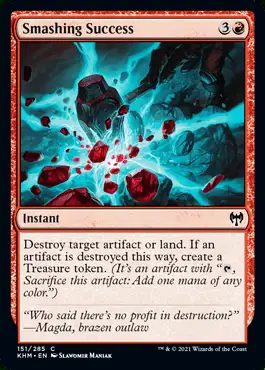 Smashing Success 3
Instant
Destroy target artifact or land. If an
artifact is destroyed this way, create a
Treasure token. (It's an artifact with “,
Sacrifice this artifact: Add one mana of
any color.”)
“Who said there's no profit in destruction?”
—Magda, brazen outlaw
151/285 C
KHM • EN Slawomir Maniak ™ & © 2021 Wizards of the Coast